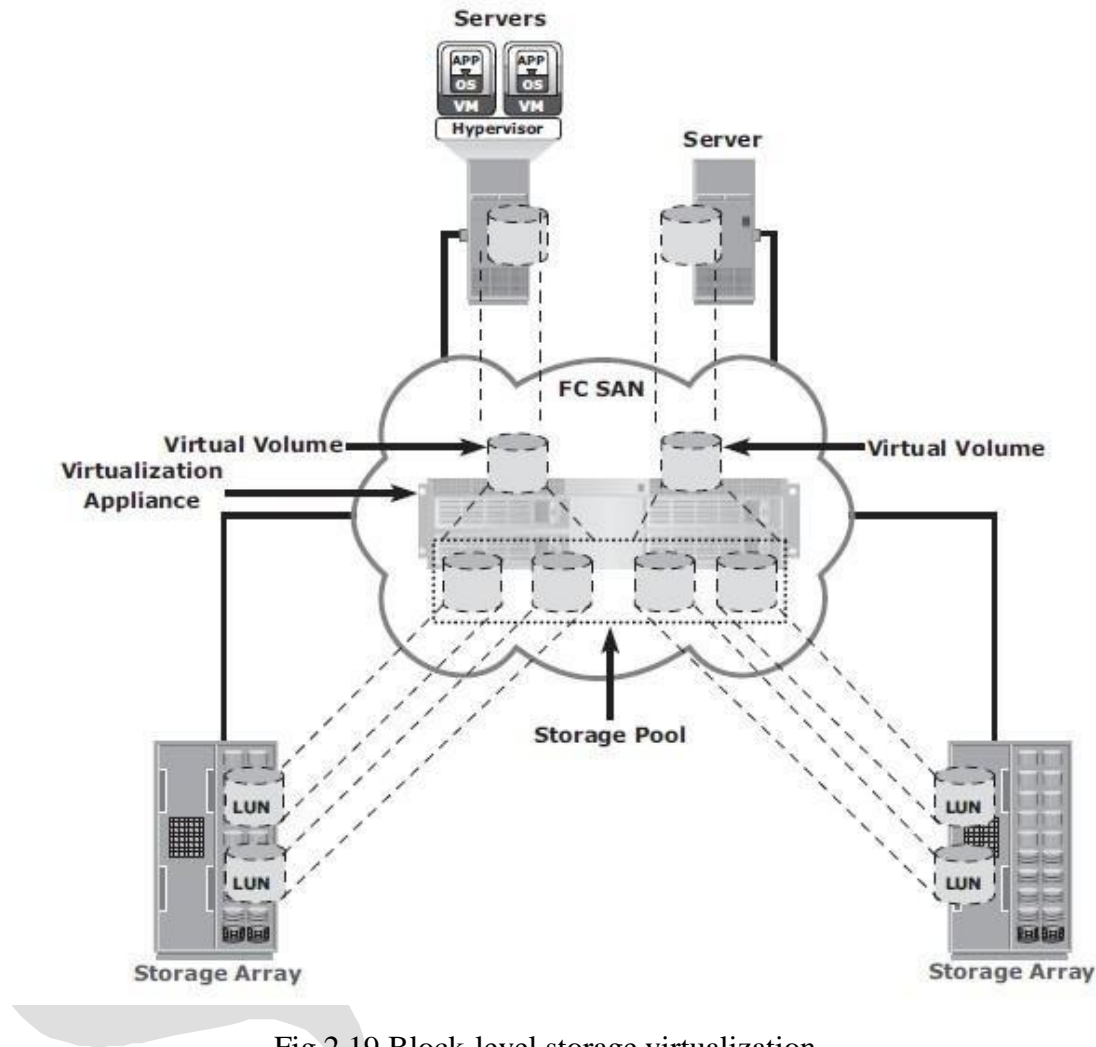 Servers
APP APP
OS OS
VM VM
Hypervisor
Server
FC SAN
Virtual Volume
Virtual Volume
Virtualization
Appliance
Storage Pool
LUN
LUN
LUN
LUN
Storage Array
Storage Array
Fig 2.19 Block-level storage virtualization